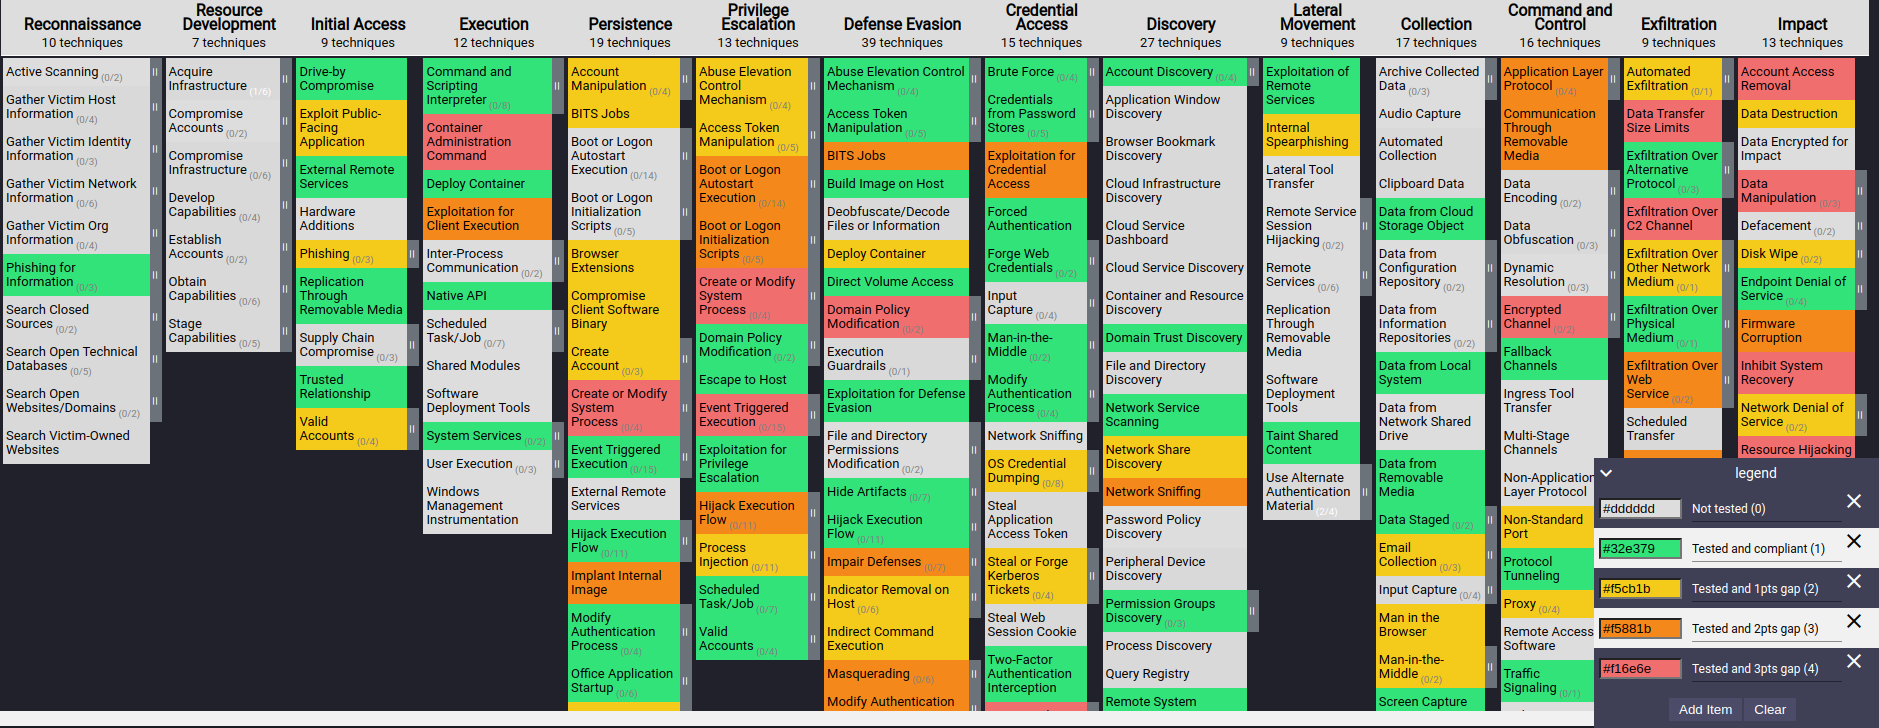 Reconnaissance
10 techniques
Active Scanning (0/2)
Gather Victim Host
Information (0/4)
Gather Victim Identity
Information (0/3)
Gather Victim Network
Information (0/6)
Gather Victim Org
Information (0/4)
Phishing for
Information (0/3)
Search Closed
Sources (0/2)
Search Open Technical
Databases (0/5)
Search Open
Websites/Domains (0/2)
Search Victim-Owned
Websites
Resource
Development
7 techniques
Acquire
Infrastructure (1/6)
Compromise
Accounts (0/2)
Compromise
Infrastructure (0/6)
Develop
Capabilities (0/4)
Establish
Accounts (0/2)
Obtain
Capabilities (0/6)
Stage
Capabilities (0/5)
Initial Access
9 techniques
Drive-by
Compromise
Exploit Public-
Facing
Application
External Remote
Services
Hardware
Additions
Phishing (0/3)
Replication
Through
Removable Media
Supply Chain
Compromise (0/3)
Trusted
Relationship
Valid
Accounts (0/4)
Execution
12 techniques
Command and
Scripting
Interpreter (0/8)
Container
Administration
Command
Deploy Container
Exploitation for
Client Execution
Inter-Process
Communication (0/2)
Native API
Scheduled
Task/Job (0/7)
Shared Modules
Software
Deployment Tools
System Services (0/2)
User Execution (0/3)
Windows
Management
Instrumentation
Persistence
19 techniques
Account
Manipulation (0/4)
BITS Jobs
Boot or Logon
Autostart
Execution (0/14)
Boot or Logon
Initialization
Scripts (0/5)
Browser
Extensions
Compromise
Client Software
Binary
Create
Account (0/3)
Create or Modify
System
Process (0/4)
Event Triggered
Execution (0/15)
External Remote
Services
Hijack Execution
Flow (0/11)
Implant Internal
Image
Modify
Authentication
Process (0/4)
Office Application
Startup (0/6)
Privilege
Escalation
13 techniques
Abuse Elevation
Control
Mechanism (0/4)
Access Token
Manipulation (0/5)
Boot or Logon
Autostart
Execution (0/14)
Boot or Logon
Initialization
Scripts (0/5)
Create or Modify
System
Process (0/4)
Domain Policy
Modification (0/2)
Escape to Host
Event Triggered
Execution (0/15)
Exploitation for
Privilege
Escalation
Hijack Execution
Flow (0/11)
Process
Injection (0/11)
Scheduled
Task/Job (0/7)
Valid
Accounts (0/4)
Defense Evasion
39 techniques
Abuse Elevation Control
Mechanism (0/4)
Access Token
Manipulation (0/5)
BITS Jobs
Build Image on Host
Deobfuscate/Decode
Files or Information
Deploy Container
Direct Volume Access
Domain Policy
Modification (0/2)
Execution
Guardrails (0/1)
Exploitation for Defense
Evasion
File and Directory
Permissions
Modification (0/2)
Hide Artifacts (0/7)
Hijack Execution
Flow (0/11)
Impair Defenses (0/7)
Indicator Removal on
Host (0/6)
Indirect Command
Execution
Masquerading (0/6)
Modify Authentication
Credential
Access
15 techniques
Brute Force (0/4)
Credentials
from Password
Stores (0/5)
Exploitation for
Credential
Access
Forced
Authentication
Forge Web
Credentials (0/2)
Input
Capture (0/4)
Man-in-the-
Middle (0/2)
Modify
Authentication
Process (0/4)
Network Sniffing
OS Credential
Dumping (0/8)
Steal
Application
Access Token
Steal or Forge
Kerberos
Tickets (0/4)
Steal Web
Session Cookie
Two-Factor
Authentication
Interception
Discovery
27 techniques
Account Discovery (0/4)
Application Window
Discovery
Browser Bookmark
Discovery
Cloud Infrastructure
Discovery
Cloud Service
Dashboard
Cloud Service Discovery
Container and Resource
Discovery
Domain Trust Discovery
File and Directory
Discovery
Network Service
Scanning
Network Share
Discovery
Network Sniffing
Password Policy
Discovery
Peripheral Device
Discovery
Permission Groups
Discovery (0/3)
Process Discovery
Query Registry
Remote System
Lateral
Movement
9 techniques
Exploitation of
Remote
Services
Internal
Spearphishing
Lateral Tool
Transfer
Remote Service
Session
Hijacking (0/2)
Remote
Services (0/6)
Replication
Through
Removable
Media
Software
Deployment
Tools
Taint Shared
Content
Use Alternate
Authentication
Material (2/4)
Collection
17 techniques
Archive Collected
Data (0/3)
Audio Capture
Automated
Collection
Clipboard Data
Data from Cloud
Storage Object
Data from
Configuration
Repository (0/2)
Data from
Information
Repositories (0/2)
Data from Local
System
Data from
Network Shared
Drive
Data from
Removable
Media
Data Staged (0/2)
Email
Collection (0/3)
Input Capture (0/4)
Man in the
Browser
Man-in-the-
Middle (0/2)
Screen Capture
Command and
Control
16 techniques
Application Layer
Protocol (0/4)
Communication
Through
Removable
Media
Data
Encoding (0/2)
Data
Obfuscation (0/3)
Dynamic
Resolution (0/3)
Encrypted
Channel (0/2)
Fallback
Channels
Ingress Tool
Transfer
Multi-Stage
Channels
Non-Application
Layer Protocol
Non-Standard
Port
Protocol
Tunneling
Proxy (0/4)
Remote Access
Software
Traffic
Signaling (0/1)
Exfiltration
9 techniques
Automated
Exfiltration (0/1)
Data Transfer
Size Limits
Exfiltration Over
Alternative
Protocol (0/3)
Exfiltration Over
C2 Channel
Exfiltration Over
Other Network
Medium (0/1)
Exfiltration Over
Physical
Medium (0/1)
Exfiltration Over
Web
Service (0/2)
Scheduled
Transfer
Impact
13 techniques
Account Access
Removal
Data Destruction
Data Encrypted for
Impact
Data
Manipulation (0/3)
Defacement (0/2)
Disk Wipe (0/2)
Endpoint Denial of
Service (0/4)
Firmware
Corruption
Inhibit System
Recovery
Network Denial of
Service (0/2)
Resource Hijacking
legend
#dddddd Not tested (0)
#32e379 Tested and compliant (1)
#f5cb1b Tested and 1pts gap (2)
#f5881b Tested and 2pts gap (3)
#f16e6e Tested and 3pts gap (4)
Add Item Clear